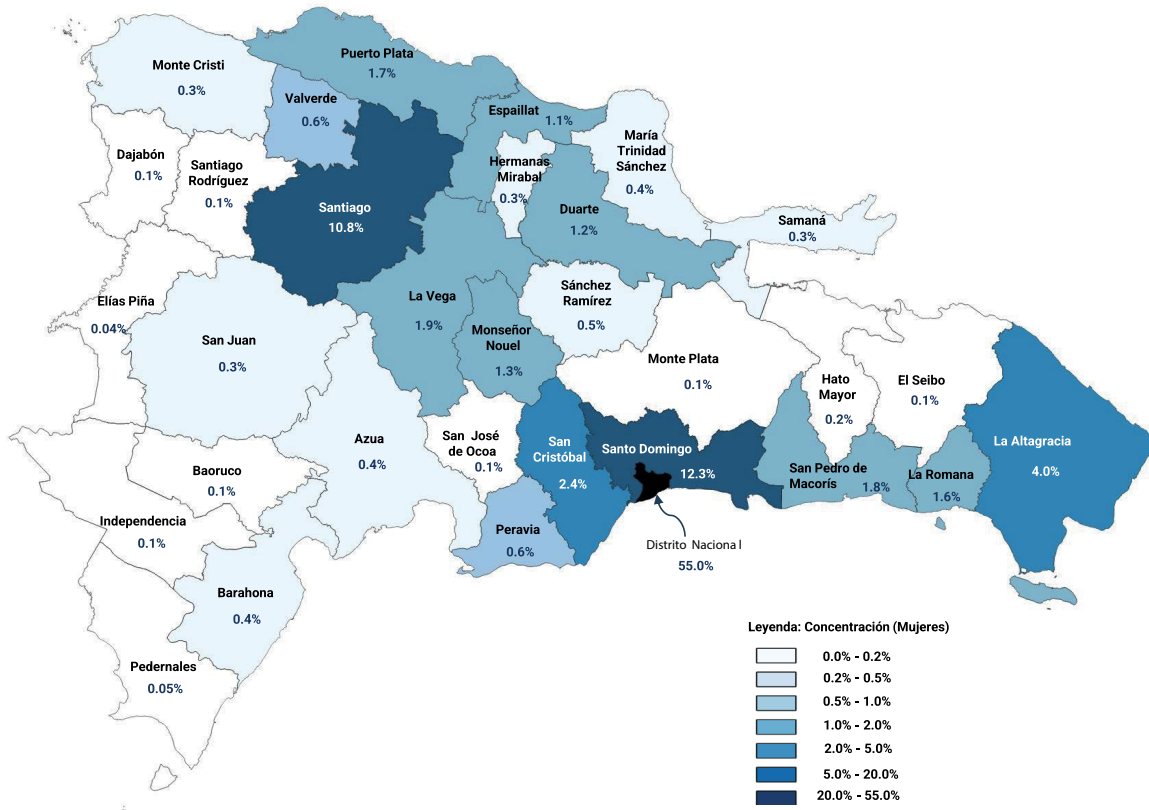 Puerto Plata
1.7%
Monte Cristi
0.3%
Valverde
0.6%
Espaillat
1.1%
María
Trinidad
Sánchez
0.4%
Dajabón
0.1%
Santiago
Rodríguez
0.1%
Hermanas
Mirabal
0.3%
Santiago
10.8%
Duarte
1.2%
Samaná
0.3%
Elías Piña
0.04%
San Juan
0.3%
La Vega
1.9%
Sánchez
Ramírez
0.5%
Monseñor
Nouel
1.3%
Monte Plata
0.1%
Hato
Mayor
0.2%
El Seibo
0.1%
La Altagracia
4.0%
Azua
0.4%
San José
de Ocoa
0.1%
San
Cristóbal
2.4%
Santo Domingo
12.3%
San Pedro de
Macorís
1.8%
La Romana
1.6%
Baoruco
0.1%
Independencia
0.1%
Peravia
0.6%
Distrito Naciona l
55.0%
Barahona
0.4%
Pedernales
0.05%
Leyenda: Concentración (Mujeres)
0.0% - 0.2%
0.2% - 0.5%
0.5% - 1.0%
1.0% - 2.0%
2.0% - 5.0%
5.0% - 20.0%
20.0% - 55.0%